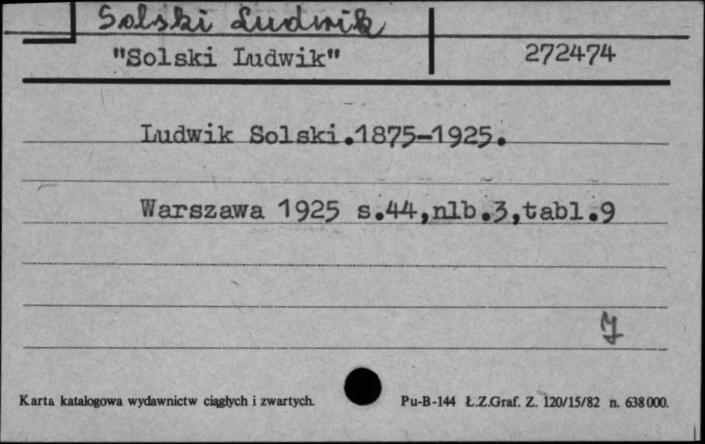 Solski Ludwik
"Solski Ludwik"
272474
Ludwik Solski.1875-1925.
Warszawa 1925 s.44,nlb.3,tabl.9
Karta katalogowa wydawnictw ciągłych i zwartych.
Pu-B-144 Ł.Z.Graf. Z. 120/15/82 n. 638000.